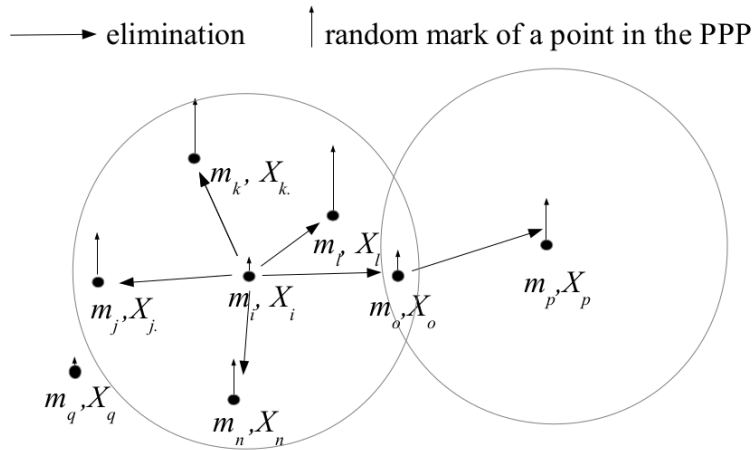 elimination random mark of a point in the PPP
m_k, X_k.
m_l, X_l
m_i, X_i
m_p,X_p
m_j,X_j.
m_o,X_o
m_q,X_q
m_n,X_n